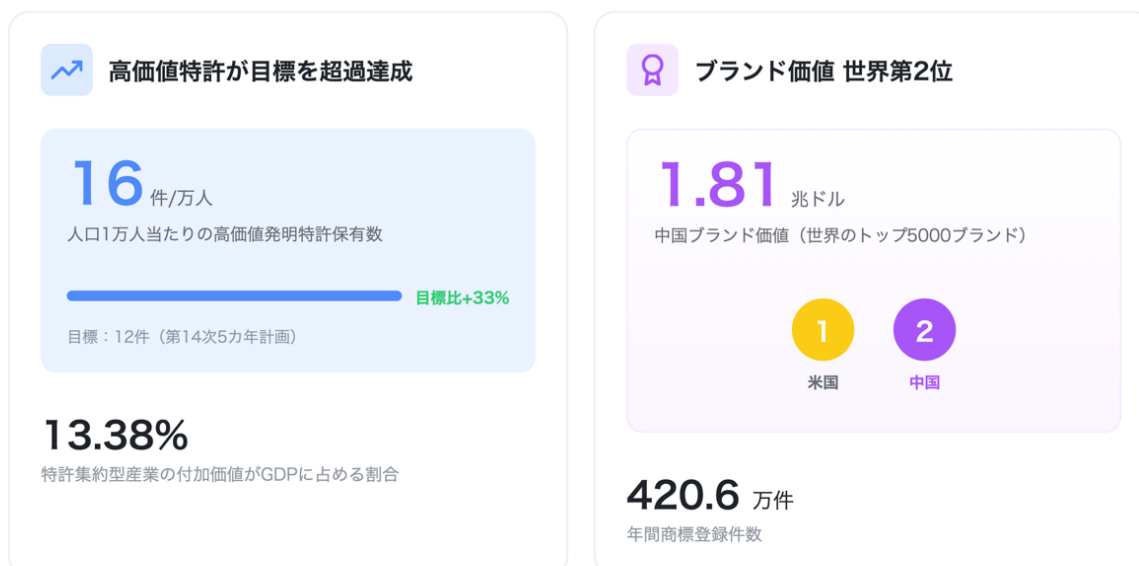 高価値特許が目標を超過達成
16 件/万人
人口1万人当たりの高価値発明特許保有数
目標比+33%
目標：12件（第14次5カ年計画）
13.38%
特許集約型産業の付加価値がGDPに占める割合
ブランド価値 世界第2位
1.81 兆ドル
中国ブランド価値（世界のトップ5000ブランド）
1 2
米国 中国
420.6 万件
年間商標登録件数